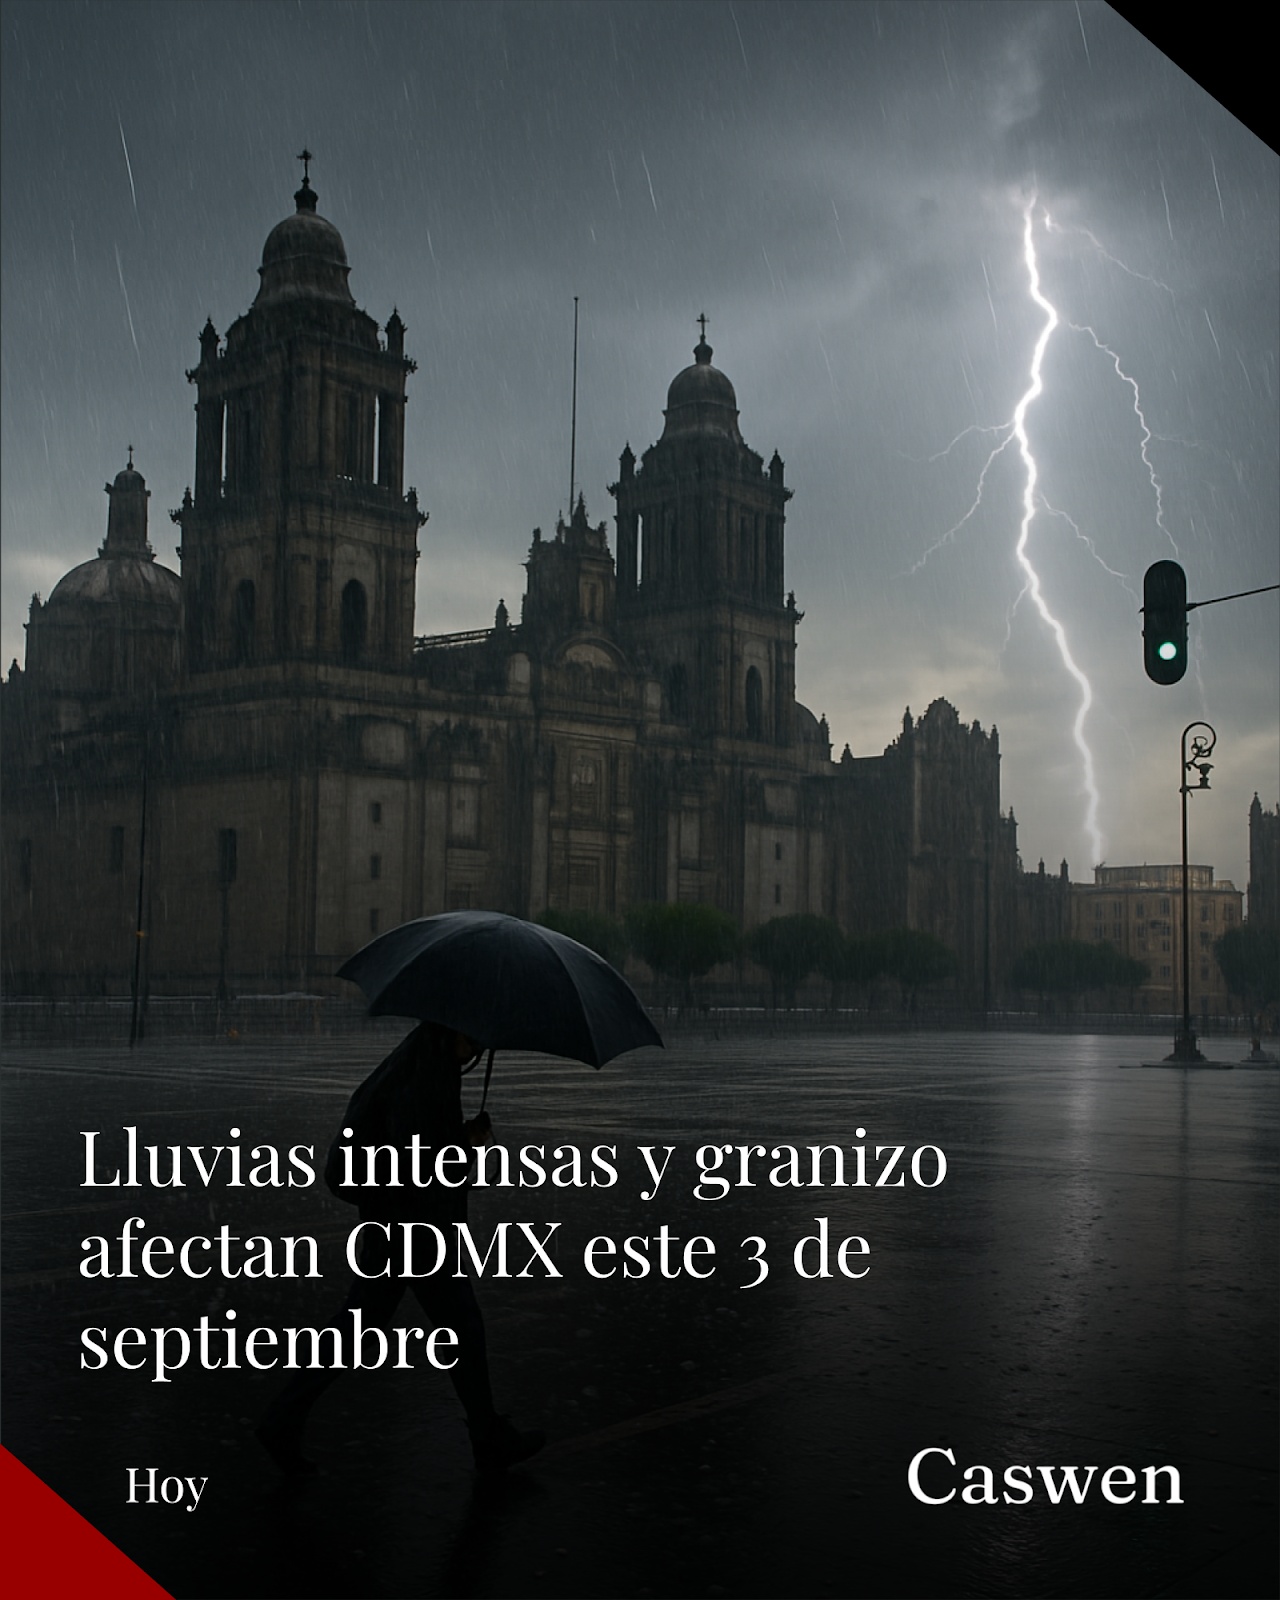 Lluvias intensas y granizo
afectan CDMX este 3 de
septiembre
Hoy
Caswen